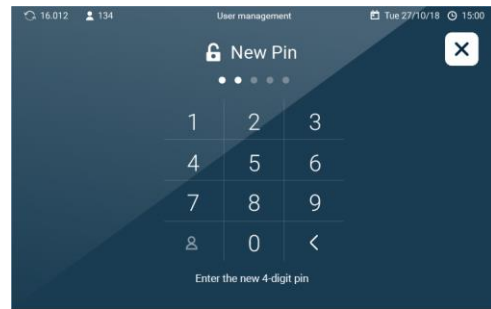 16.012 134 User management Tue 27/10/18 15:00
New Pin
1 2 3
4 5 6
7 8 9
0 <
Enter the new 4-digit pin